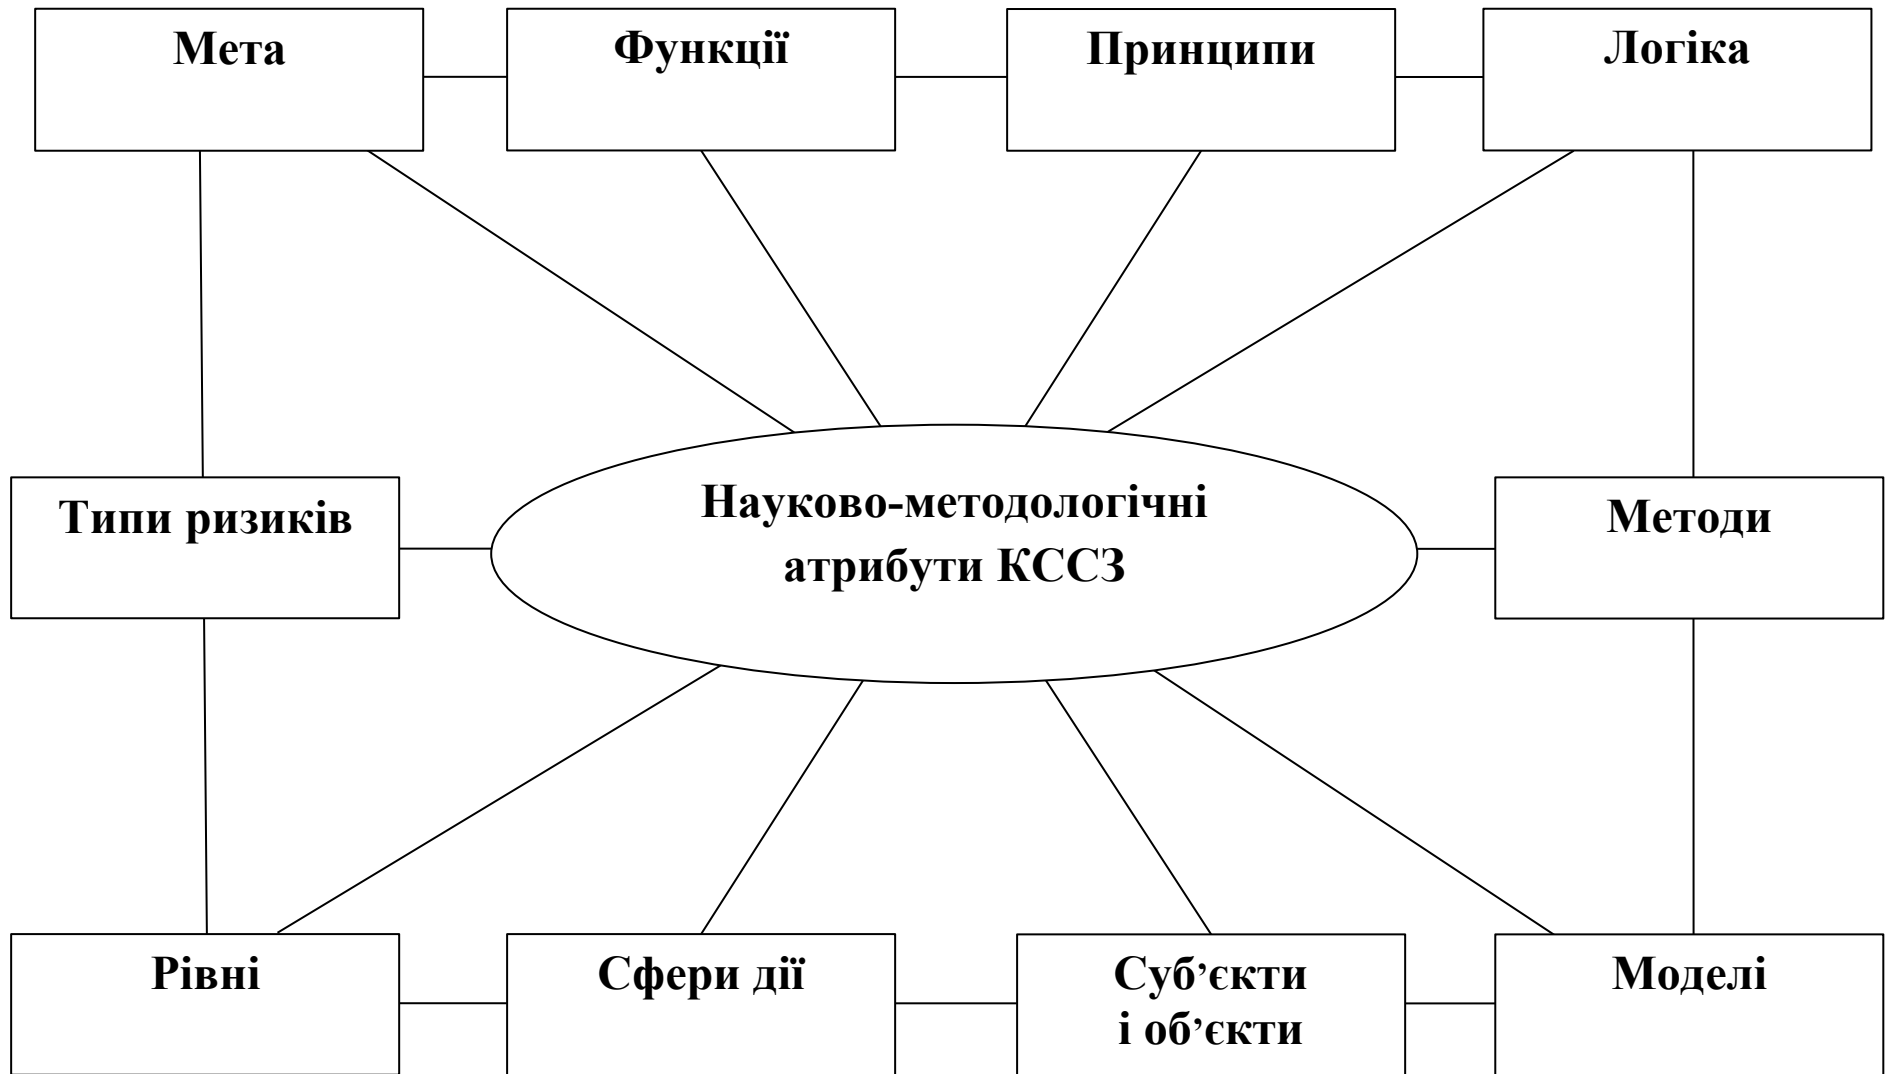 Мета
Функції
Принципи
Логіка
Типи ризиків
Науково-методологічні
атрибути КССЗ
Методи
Рівні
Сфери дії
Суб’єкти
і об’єкти
Моделі